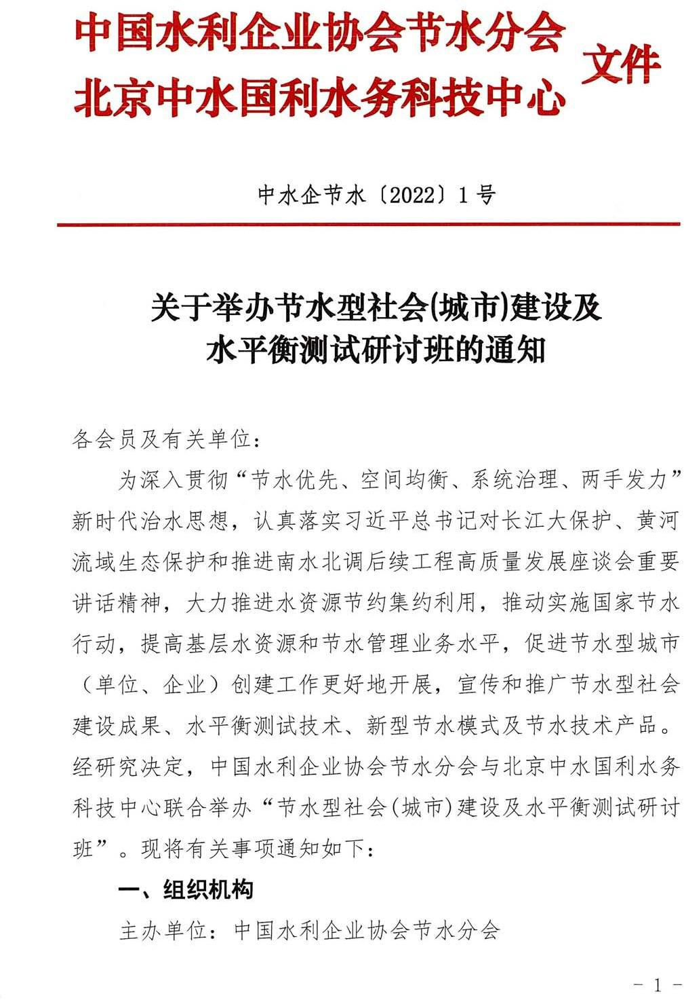 中国水利企业协会节水分会
北京中水国利水务科技中心
文件
中水企节水〔2022〕1号
关于举办节水型社会(城市)建设及
水平衡测试研讨班的通知
各会员及有关单位：
为深入贯彻“节水优先、空间均衡、系统治理、两手发力”
新时代治水思想，认真落实习近平总书记对长江大保护、黄河
流域生态保护和推进南水北调后续工程高质量发展座谈会重要
讲话精神，大力推进水资源节约集约利用，推动实施国家节水
行动，提高基层水资源和节水管理业务水平，促进节水型城市
（单位、企业）创建工作更好地开展，宣传和推广节水型社会
建设成果、水平衡测试技术、新型节水模式及节水技术产品。
经研究决定，中国水利企业协会节水分会与北京中水国利水务
科技中心联合举办“节水型社会(城市)建设及水平衡测试研讨
班”。现将有关事项通知如下：
一、组织机构
主办单位：中国水利企业协会节水分会
- 1 -